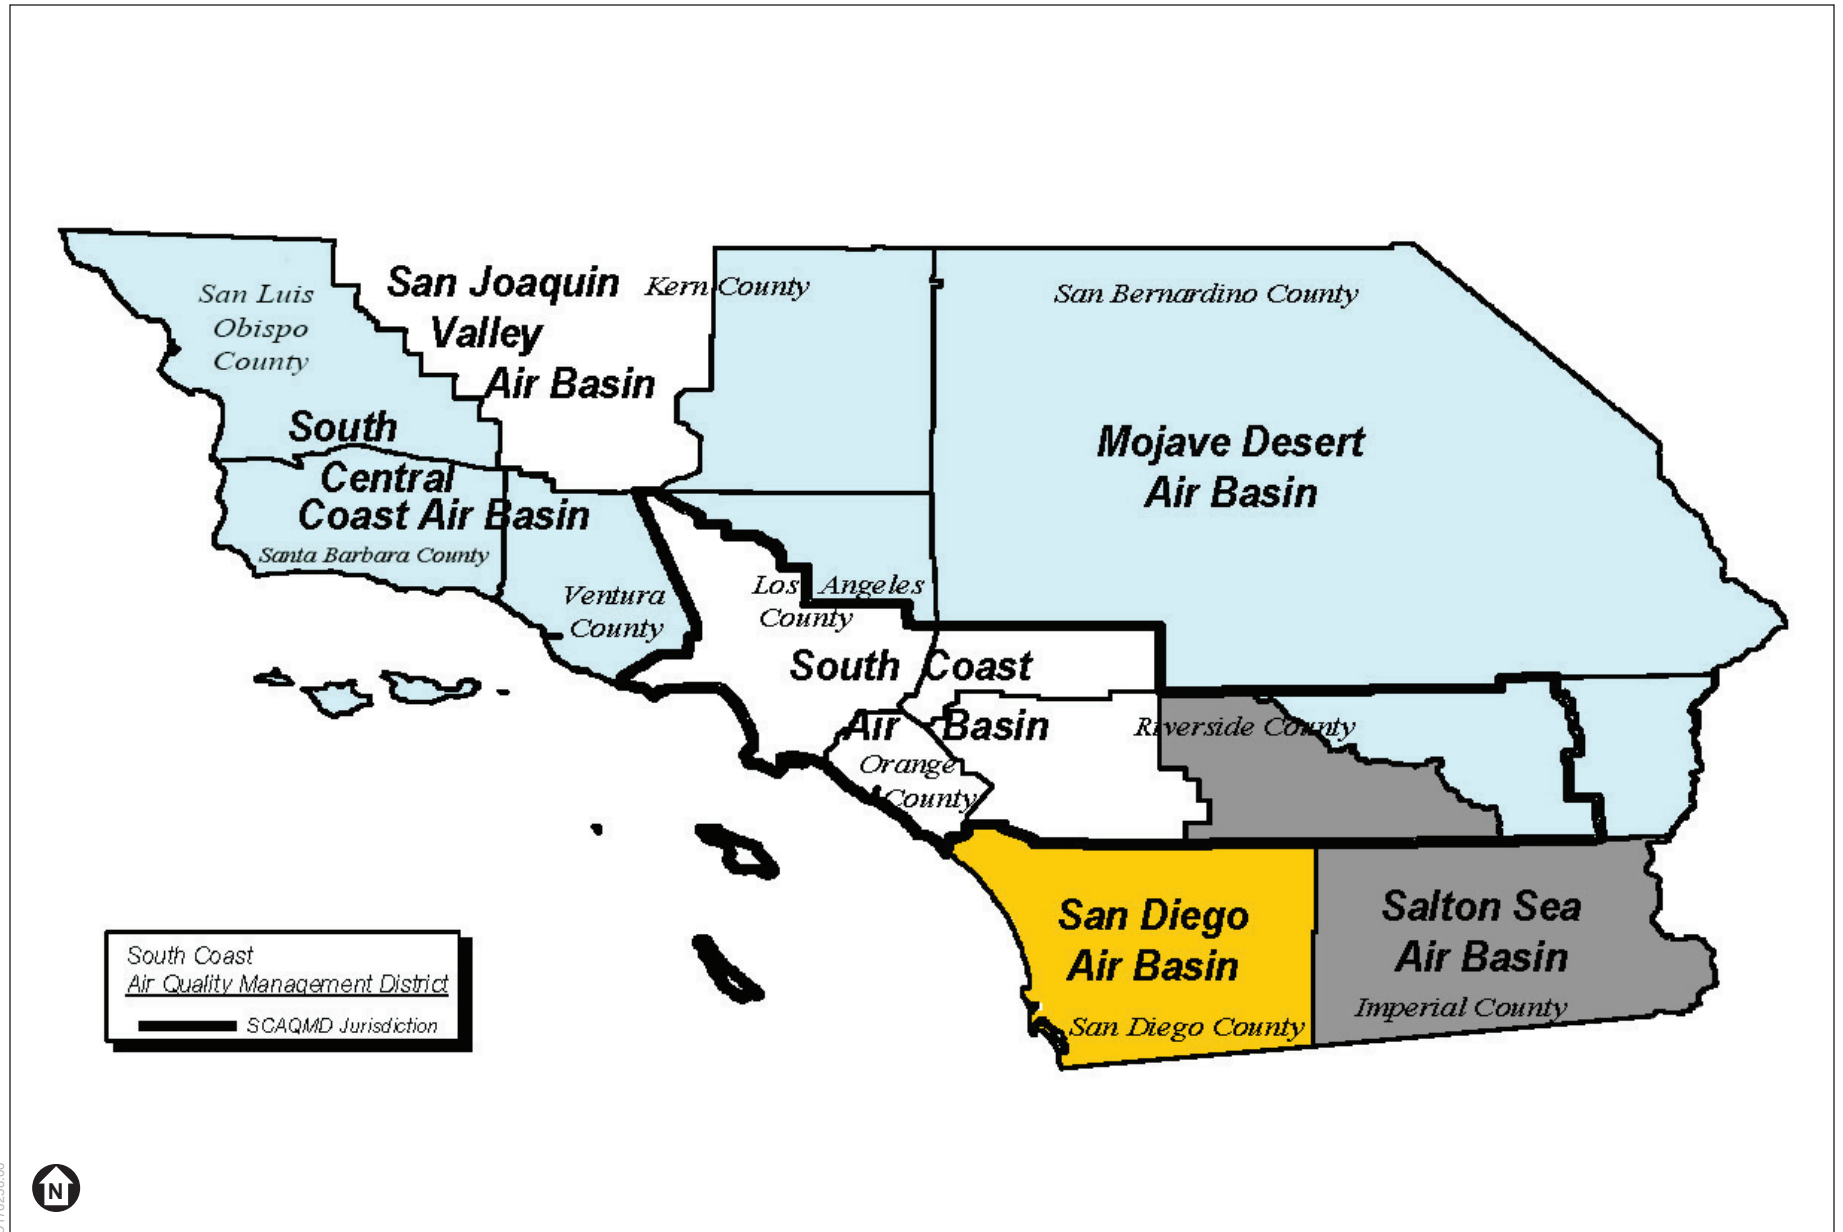 San Luis
Obispo
County
San Joaquin
Valley
Air Basin
Kern County
San Bernardino County
South
Central
Coast Air Basin
Santa Barbara County
Ventura
County
Los Angeles
County
Mojave Desert
Air Basin
South Coast
Air Basin
Orange
County
Riverside County
San Diego
Air Basin
San Diego County
Salton Sea
Air Basin
Imperial County
South Coast
Air Quality Management District
SCAQMD Jurisdiction
N